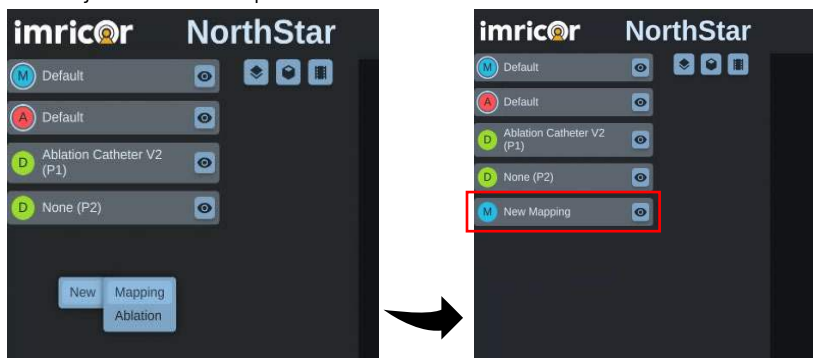 imricor NorthStar
M Default
A Default
D Ablation Catheter V2
(P1)
D None (P2)
New Mapping
Ablation
imricor NorthStar
M Default
A Default
D Ablation Catheter V2
(P1)
D None (P2)
M New Mapping